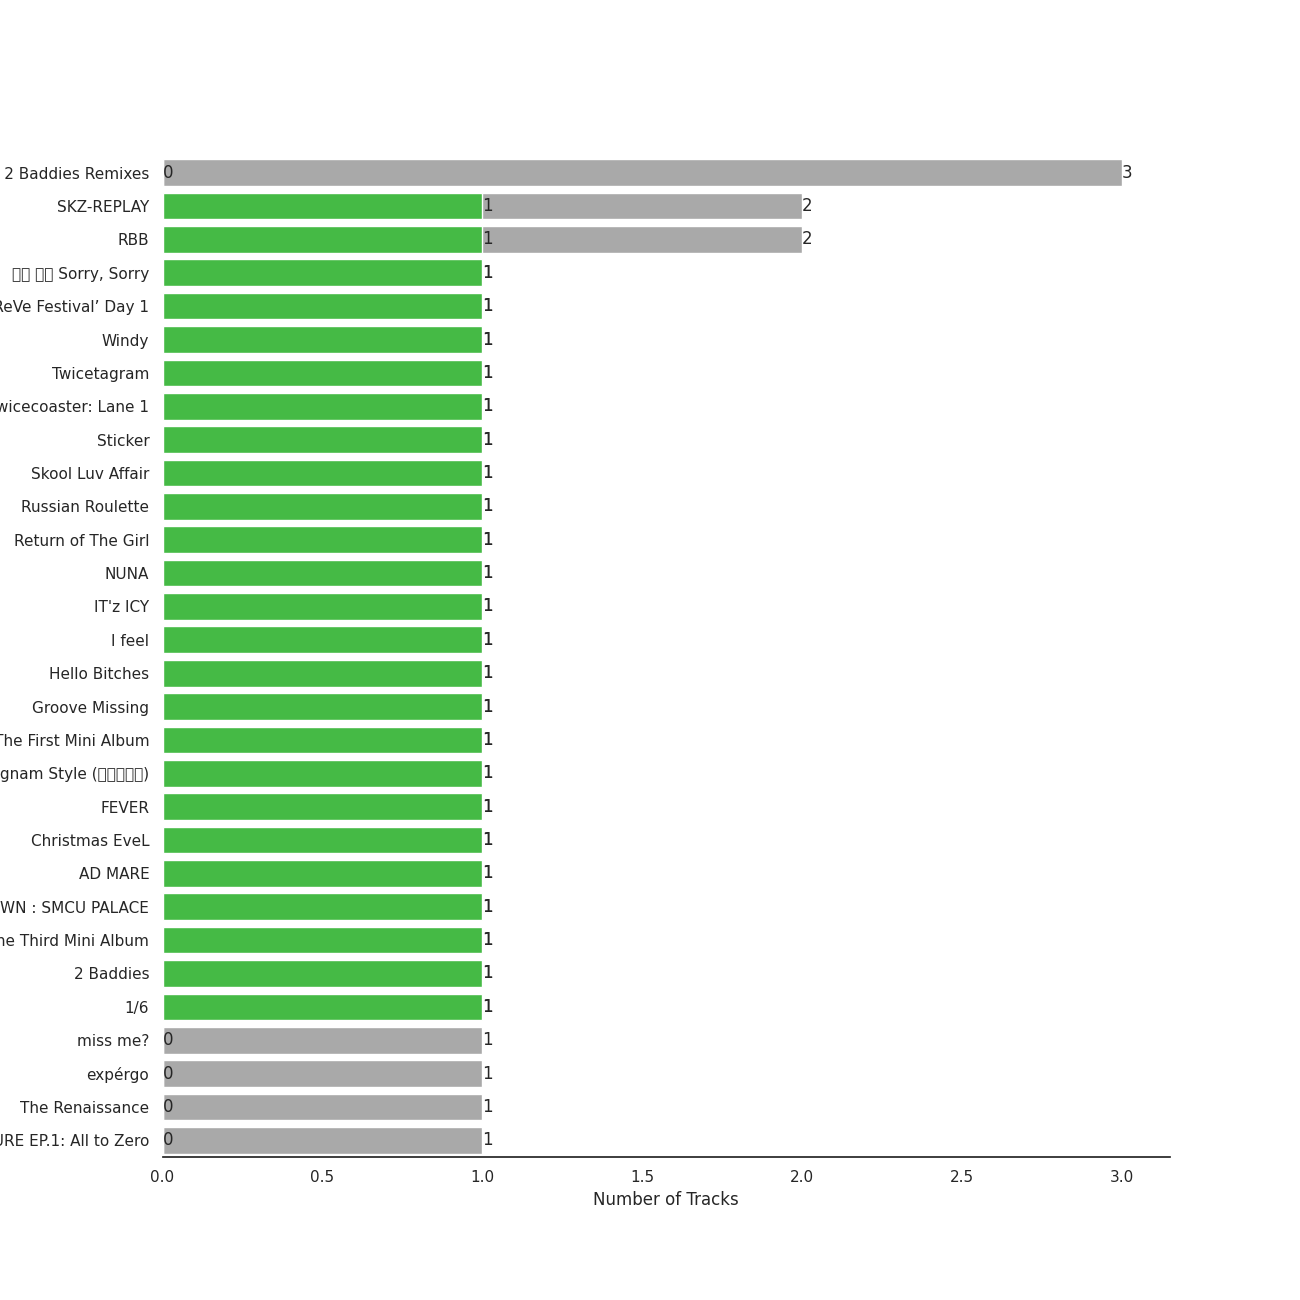 2 Baddies Remixes 0 3
SKZ-REPLAY 1 2
RBB 1 2
Sorry, Sorry 1
ReVe Festival’ Day 1 1
Windy 1
Twicetagram 1
wicecoaster: Lane 1 1
Sticker 1
Skool Luv Affair 1
Russian Roulette 1
Return of The Girl 1
NUNA 1
IT'z ICY 1
I feel 1
Hello Bitches 1
Groove Missing 1
The First Mini Album 1
gnam Style () 1
FEVER 1
Christmas EveL 1
AD MARE 1
WN : SMCU PALACE 1
he Third Mini Album 1
2 Baddies 1
1/6 1
miss me? 0 1
expérgo 0 1
The Renaissance 0 1
URE EP.1: All to Zero 0 1
0.0 0.5 1.0 1.5 2.0 2.5 3.0
Number of Tracks